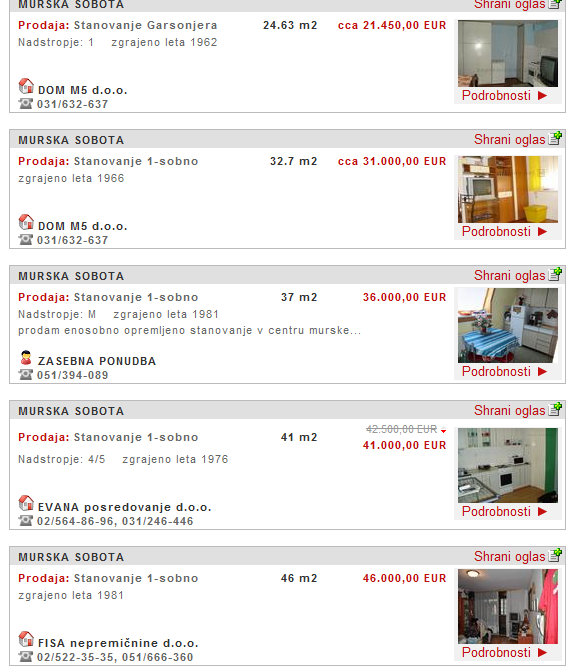 MURSKA SOBOTA Shrani oglas
Prodaja: Stanovanje Garsonjera 24.63 m2 cca 21.450,00 EUR
Nadstropje: 1 zgrajeno leta 1962
DOM M5 d.o.o.
031/632-637
Podrobnosti
MURSKA SOBOTA Shrani oglas
Prodaja: Stanovanje 1-sobno 32.7 m2 cca 31.000,00 EUR
zgrajeno leta 1966
DOM M5 d.o.o.
031/632-637
Podrobnosti
MURSKA SOBOTA Shrani oglas
Prodaja: Stanovanje 1-sobno 37 m2 36.000,00 EUR
Nadstropje: M zgrajeno leta 1981
prodam enosobno opremljeno stanovanje v centru murske...
ZASEBNA PONUDBA
051/394-089
Podrobnosti
MURSKA SOBOTA Shrani oglas
42.500,00 EUR
Prodaja: Stanovanje 1-sobno 41 m2 41.000,00 EUR
Nadstropje: 4/5 zgrajeno leta 1976
EVANA posredovanje d.o.o.
02/564-86-96, 031/246-446
Podrobnosti
MURSKA SOBOTA Shrani oglas
Prodaja: Stanovanje 1-sobno 46 m2 46.000,00 EUR
zgrajeno leta 1981
FISA nepremičnine d.o.o.
02/522-35-35, 051/666-360
Podrobnosti